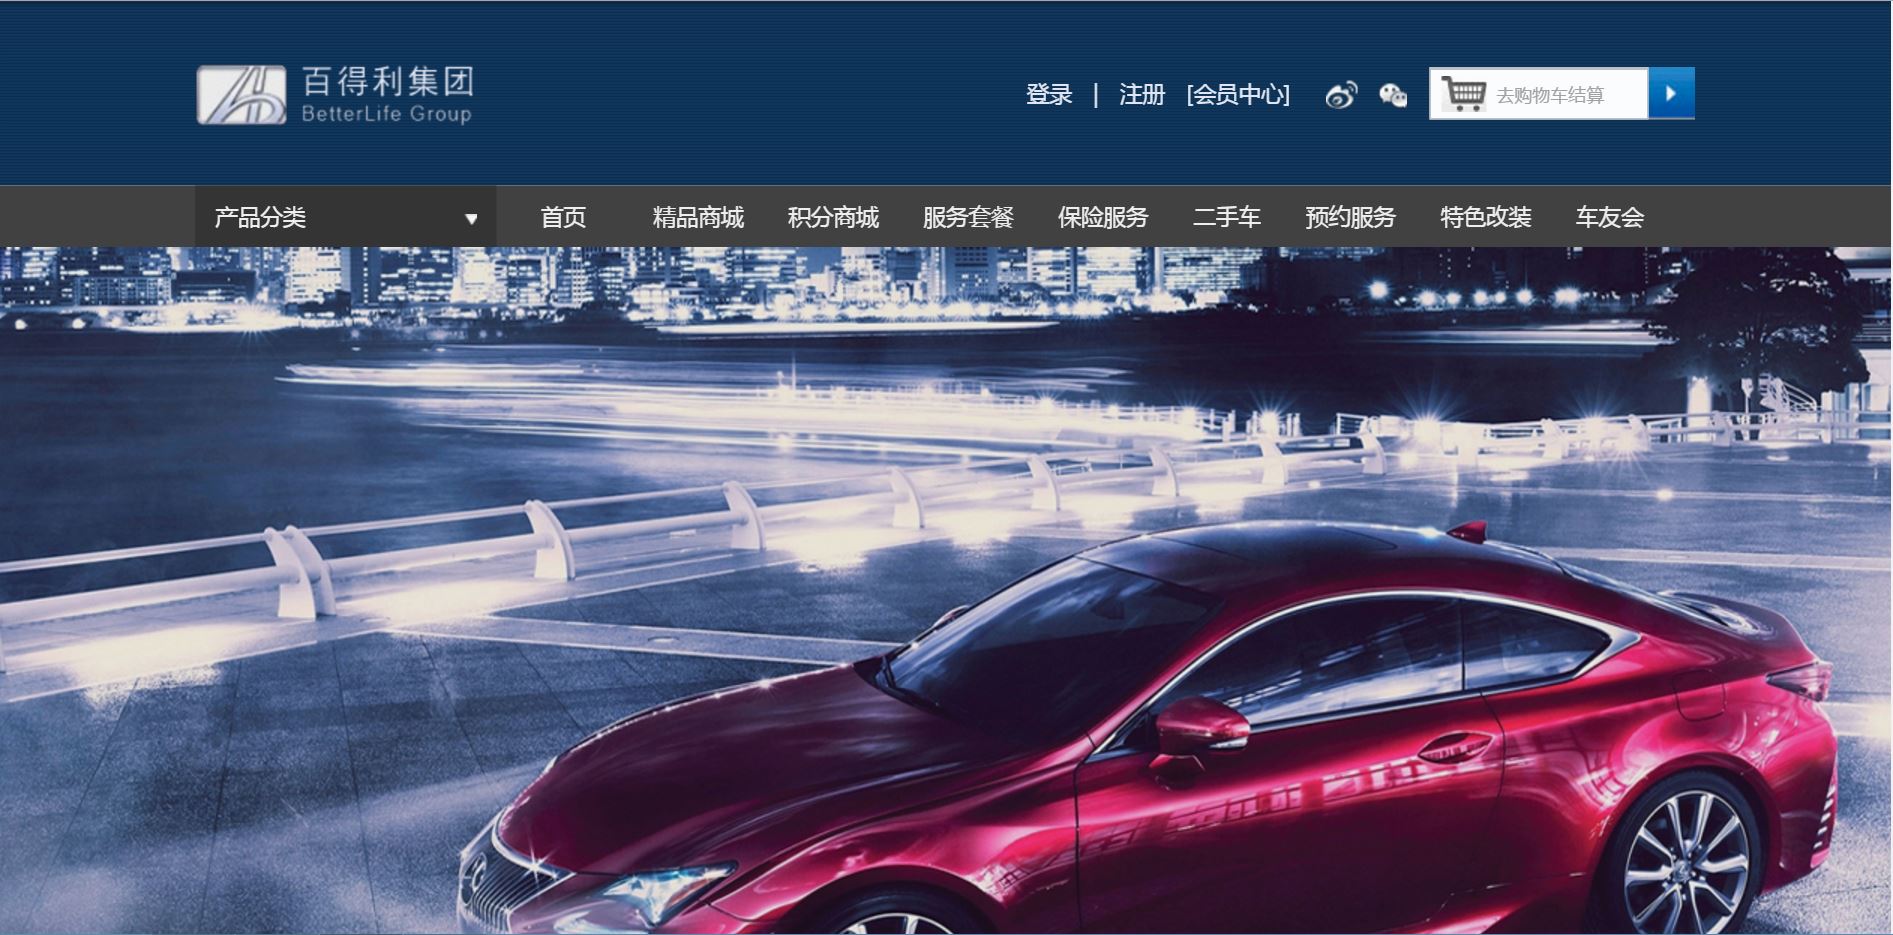 百得利集团
BetterLife Group
登录 | 注册 [会员中心]
去购物车结算
产品分类 首页 精品商城 积分商城 服务套餐 保险服务 二手车 预约服务 特色改装 车友会